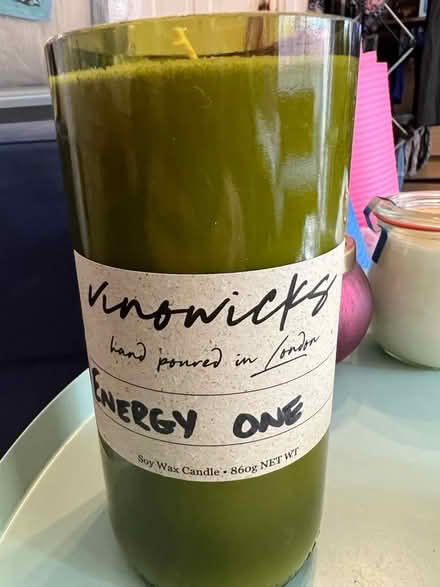 vinowicks
hand poured in London
ENERGY ONE
Soy Wax Candle • 860g NET WT